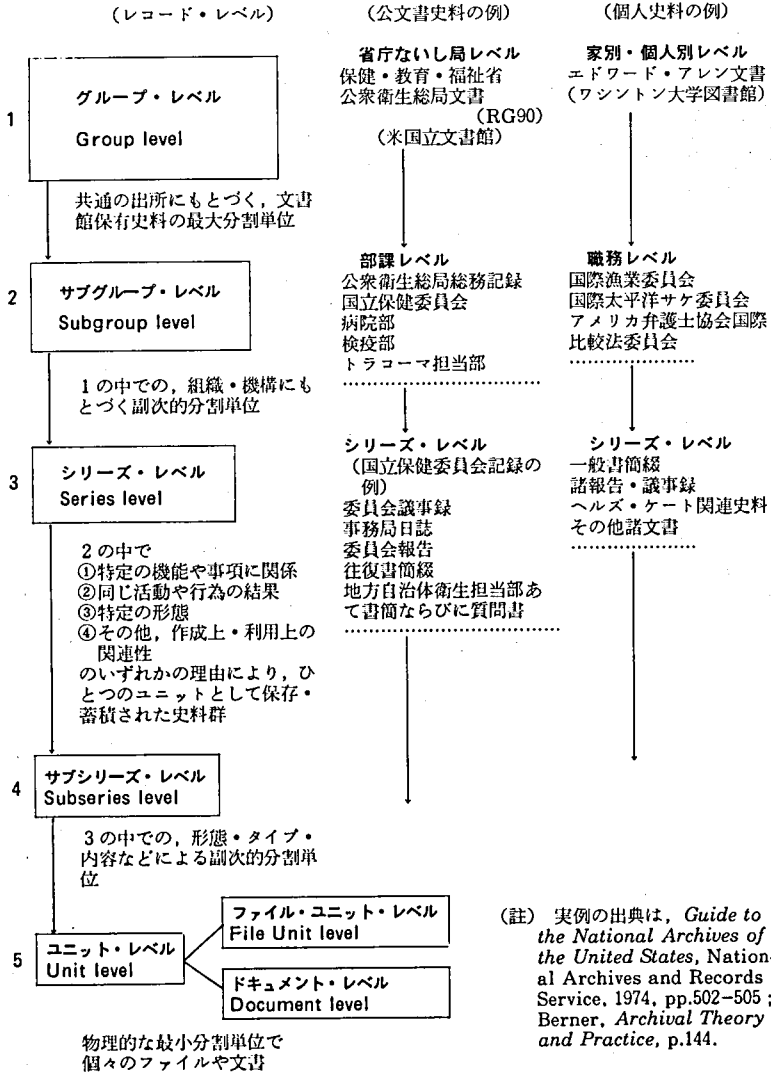 (レコード・レベル)
(公文書史料の例)
(個人史料の例)
1
グループ・レベル
Group level
省庁ないし局レベル
保健・教育・福祉省
公衆衛生総局文書
(RG90)
(米国立文書館)
家別・個人別レベル
エドワード・アレン文書
(ワシントン大学図書館)
共通の出所にもとづく,文書
館保有史料の最大分割単位
2
サブグループ・レベル
Subgroup level
部課レベル
公衆衛生総局総務記録
国立保健委員会
病院部
検疫部
トラコーマ担当部
職務レベル
国際漁業委員会
国際太平洋サケ委員会
アメリカ弁護士協会国際
比較法委員会
1の中での,組織・機構にも
とづく副次的分割単位
3
シリーズ・レベル
Series level
シリーズ・レベル
(国立保健委員会記録の
例)
委員会議事録
事務局日誌
委員会報告
往復書簡綴
地方自治体衛生担当部あ
て書簡ならびに質問書
シリーズ・レベル
一般書簡綴
諸報告・議事録
ヘルズ・ケート関連史料
その他諸文書
2の中で
①特定の機能や事項に関係
②同じ活動や行為の結果
③特定の形態
④その他,作成上・利用上の
関連性
のいずれかの理由により,ひ
とつのユニットとして保存・
蓄積された史料群
4
サブシリーズ・レベル
Subseries level
3の中での,形態・タイプ・
内容などによる副次的分割単
位
5
ユニット・レベル
Unit level
ファイル・ユニット・レベル
File Unit level
ドキュメント・レベル
Document level
物理的な最小分割単位で
個々のファイルや文書
(註) 実例の出典は,Guide to
the National Archives of
the United States, Nation-
al Archives and Records
Service, 1974, pp.502-505;
Berner, Archival Theory
and Practice, p.144.